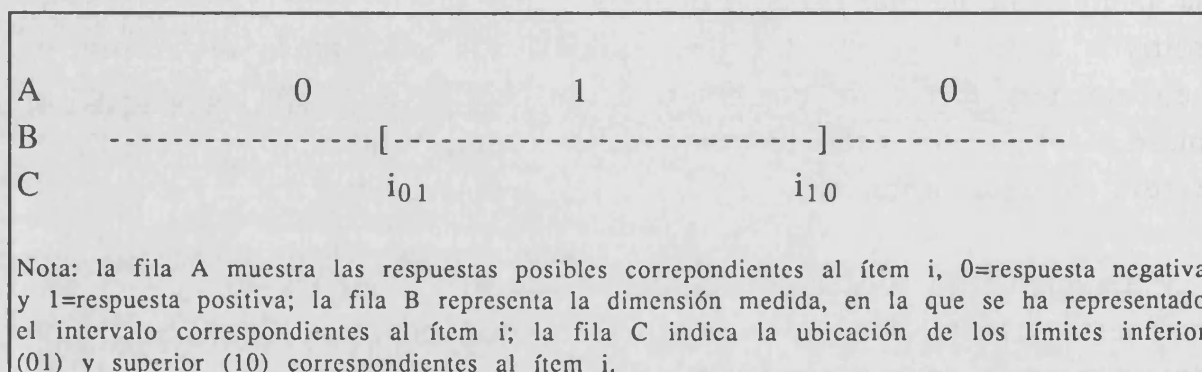 A 0 1 0
B ---------------------[--------------------------------]------------------
C i01 i10
Nota: la fila A muestra las respuestas posibles correpondientes al ítem i, 0=respuesta negativa
y 1=respuesta positiva; la fila B representa la dimensión medida, en la que se ha representado
el intervalo correspondientes al ítem i; la fila C indica la ubicación de los límites inferior
(01) y superior (10) correspondientes al ítem i.